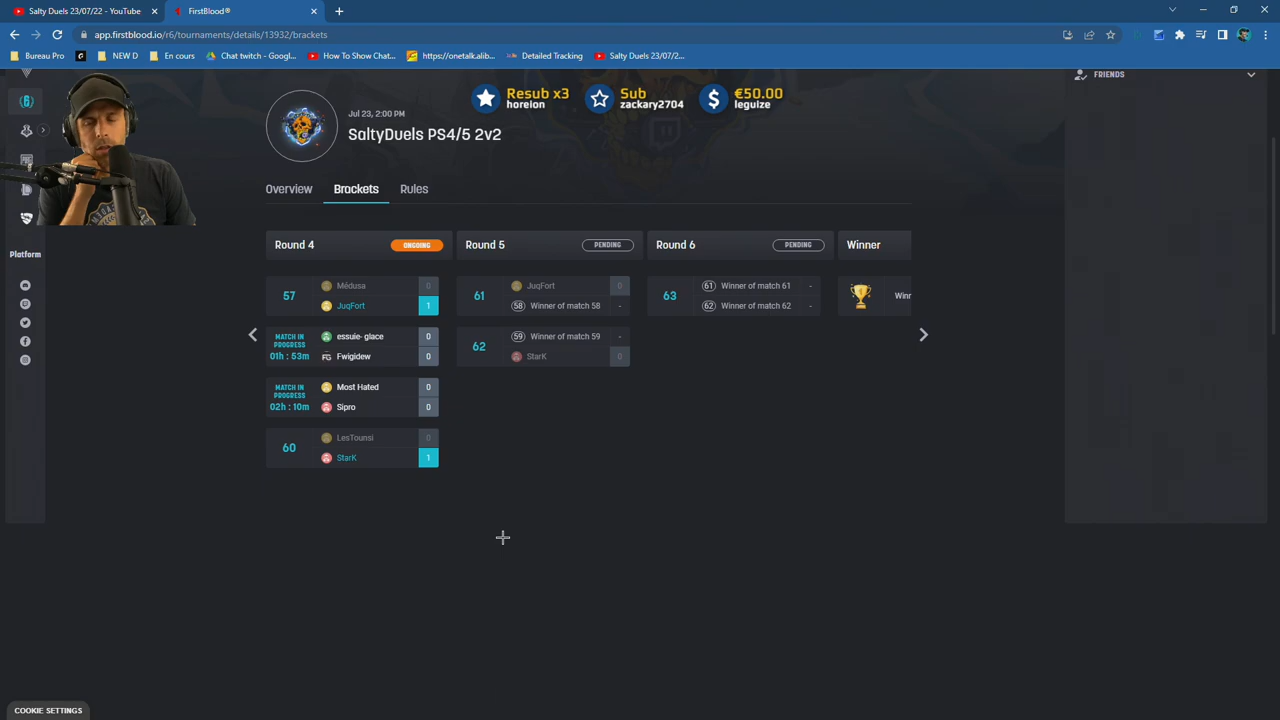 Salty Duels 23/07/22 - YouTube
FirstBlood®
app.firstblood.io/r6/tournaments/details/13932/brackets
Bureau Pro
NEW D
En cours
Chat twitch - Googl...
How To Show Chat...
https://onetalk.alib...
Detailed Tracking
Salty Duels 23/07/2...
FRIENDS
Resub x3
horeion
Sub
zackary2704
€50.00
leguize
Jul 23, 2:00 PM
SaltyDuels PS4/5 2v2
Overview
Brackets
Rules
Platform
Round 4
ONGOING
Round 5
PENDING
Round 6
PENDING
Winner
57
Médusa
0
JuqFort
1
61
JuqFort
0
58
Winner of match 58
-
63
61
Winner of match 61
-
62
Winner of match 62
-
Winr
MATCH IN
PROGRESS
01h : 53m
essuie- glace
0
FG
Fwigidew
0
62
59
Winner of match 59
-
StarK
0
MATCH IN
PROGRESS
02h : 10m
Most Hated
0
Sipro
0
60
LesTounsi
0
StarK
1
COOKIE SETTINGS